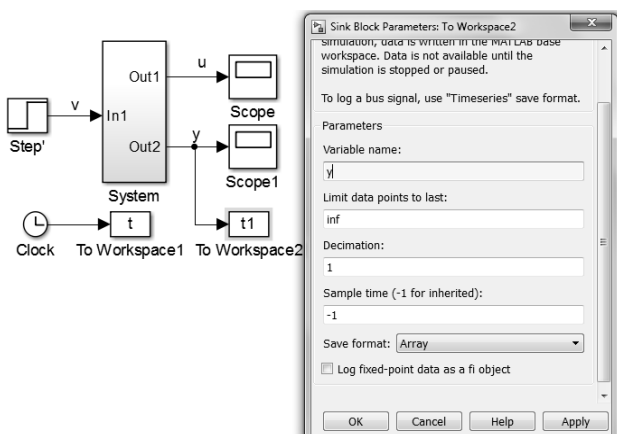 Out1
u
Scope
v
In1
Step'
Out2
y
Scope1
System
t
t1
Clock
To Workspace1
To Workspace2
Sink Block Parameters: To Workspace2
simulation, data is written in the MATLAB base
workspace. Data is not available until the
simulation is stopped or paused.
To log a bus signal, use "Timeseries" save format.
Parameters
Variable name:
y
Limit data points to last:
inf
Decimation:
1
Sample time (-1 for inherited):
-1
Save format: Array
Log fixed-point data as a fi object
OK Cancel Help Apply